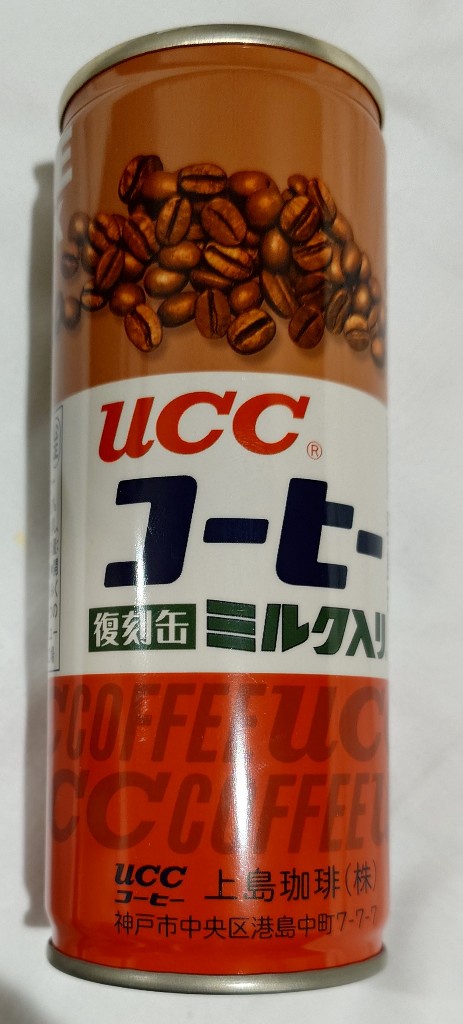 UCC®
コーヒー
復刻缶 ミルク入り
COFFEE UC
CC COFFEE
UCC
コーヒー 上島珈琲(株)
神戸市中央区港島中町7-7-7